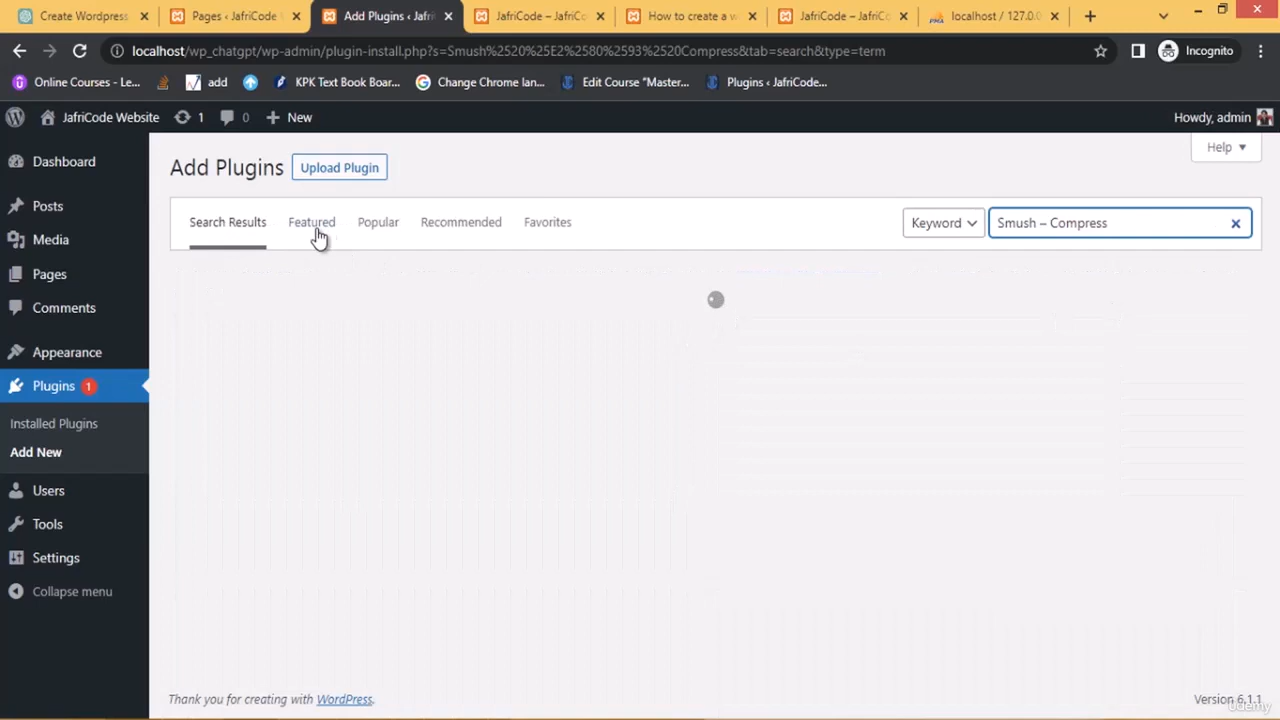 Create Wordpress
Pages ‹ JafriCode W
Add Plugins ‹ Jafri
JafriCode – JafriC
How to create a w
JafriCode – JafriC
localhost / 127.0.0
localhost/wp_chatgpt/wp-admin/plugin-install.php?s=Smush%2520%25E2%2580%2593%2520Compress&tab=search&type=term
Incognito
Online Courses - Le...
add
KPK Text Book Boar...
Change Chrome lan...
Edit Course "Master...
Plugins ‹ JafriCode...
JafriCode Website
1
0
New
Howdy, admin
Dashboard
Posts
Media
Pages
Comments
Appearance
Plugins 1
Installed Plugins
Add New
Users
Tools
Settings
Collapse menu
Help
Add Plugins
Upload Plugin
Search Results
Featured
Popular
Recommended
Favorites
Keyword
Smush – Compress
Thank you for creating with WordPress.
Version 6.1.1
Udemy